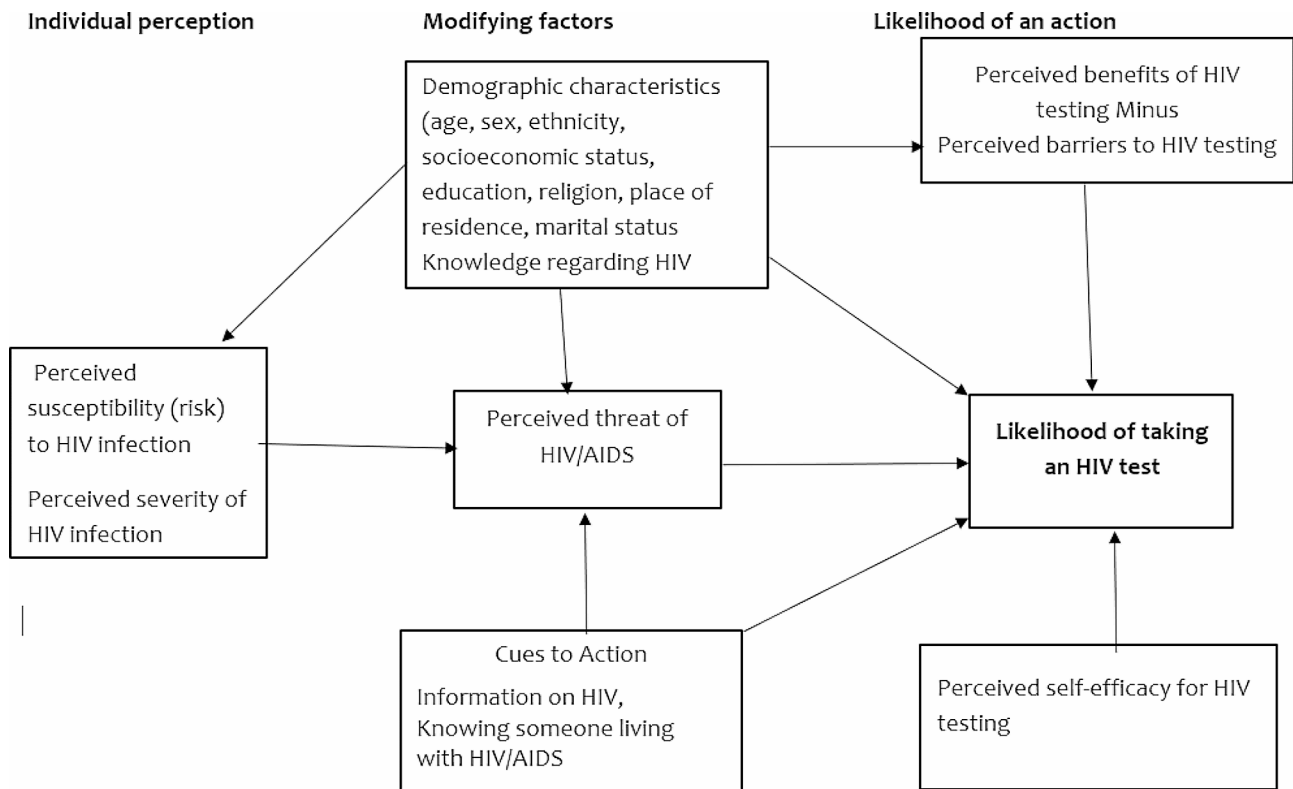 Individual perception
Modifying factors
Likelihood of an action
Demographic characteristics
(age, sex, ethnicity,
socioeconomic status,
education, religion, place of
residence, marital status
Knowledge regarding HIV
Perceived benefits of HIV
testing Minus
Perceived barriers to HIV testing
Perceived
susceptibility (risk)
to HIV infection
Perceived severity of
HIV infection
Perceived threat of
HIV/AIDS
Likelihood of taking
an HIV test
Cues to Action
Information on HIV,
Knowing someone living
with HIV/AIDS
Perceived self-efficacy for HIV
testing